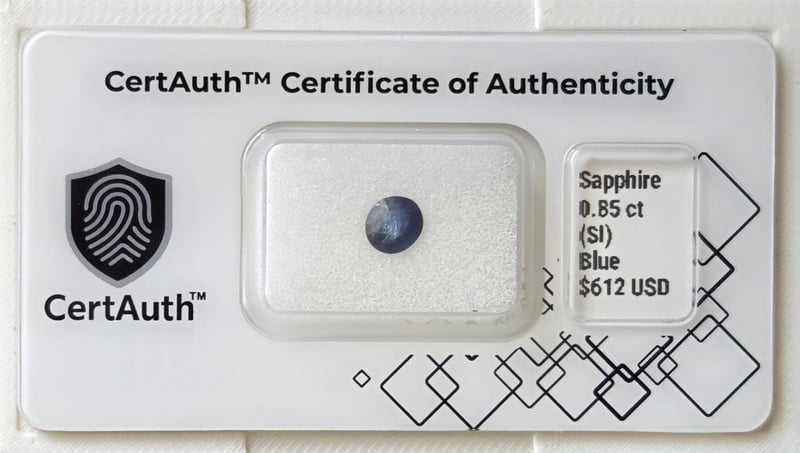 CertAuth™ Certificate of Authenticity
CertAuth™
Sapphire
0.85 ct
(SI)
Blue
$612 USD